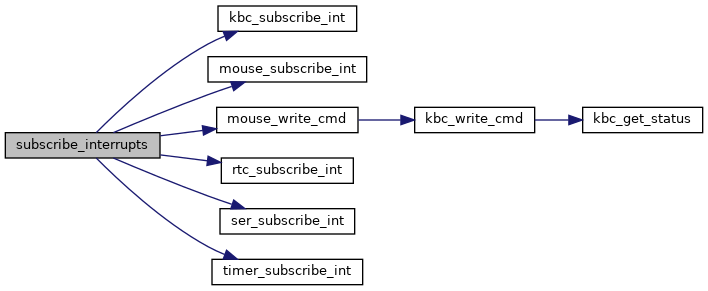 kbc_subscribe_int
mouse_subscribe_int
subscribe_interrupts
mouse_write_cmd
kbc_write_cmd
kbc_get_status
rtc_subscribe_int
ser_subscribe_int
timer_subscribe_int